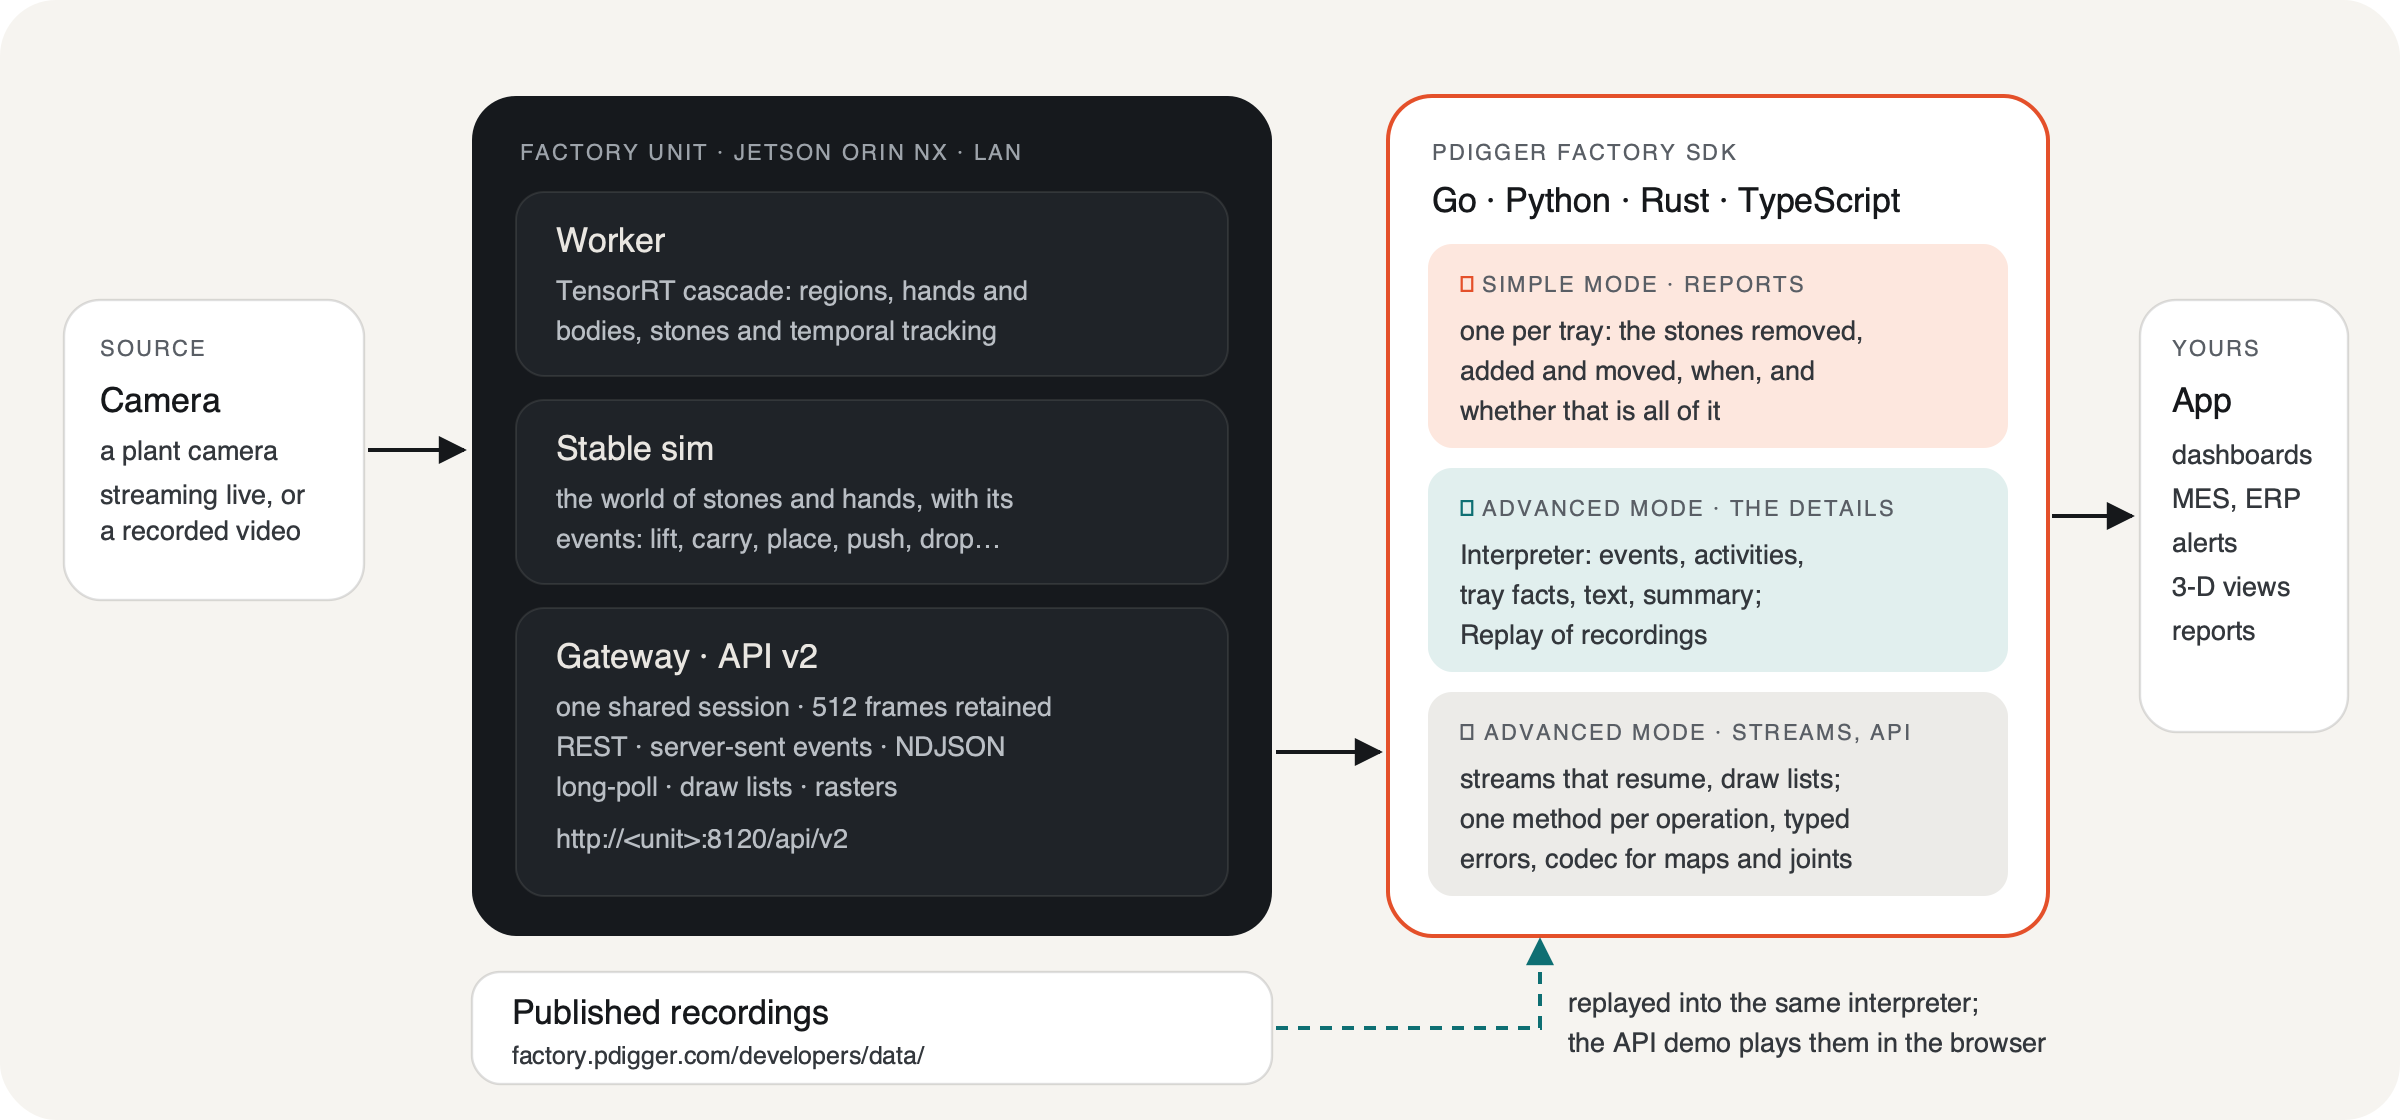 SOURCE
Camera
a plant camera
streaming live, or
a recorded video
FACTORY UNIT · JETSON ORIN NX · LAN
Worker
TensorRT cascade: regions, hands and
bodies, stones and temporal tracking
Stable sim
the world of stones and hands, with its
events: lift, carry, place, push, drop…
Gateway · API v2
one shared session · 512 frames retained
REST · server-sent events · NDJSON
long-poll · draw lists · rasters
http://<unit>:8120/api/v2
PDIGGER FACTORY SDK
Go · Python · Rust · TypeScript
SIMPLE MODE · REPORTS
one per tray: the stones removed,
added and moved, when, and
whether that is all of it
ADVANCED MODE · THE DETAILS
Interpreter: events, activities,
tray facts, text, summary;
Replay of recordings
ADVANCED MODE · STREAMS, API
streams that resume, draw lists;
one method per operation, typed
errors, codec for maps and joints
YOURS
App
dashboards
MES, ERP
alerts
3-D views
reports
Published recordings
factory.pdigger.com/developers/data/
replayed into the same interpreter;
the API demo plays them in the browser